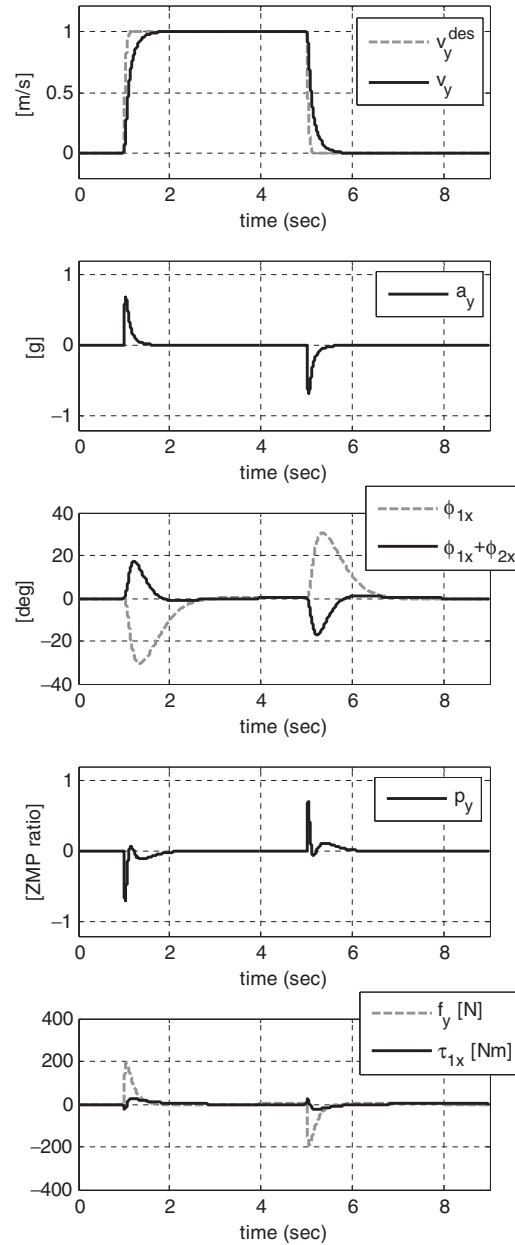 1
0.5
0
[m/s]
v_y^des
v_y
0 2 4 6 8
time (sec)
1
0
−1
[g]
a_y
0 2 4 6 8
time (sec)
40
20
0
−20
−40
[deg]
ϕ_1x
ϕ_1x+ϕ_2x
0 2 4 6 8
time (sec)
1
0
−1
[ZMP ratio]
p_y
0 2 4 6 8
time (sec)
400
200
0
−200
−400
f_y [N]
τ_1x [Nm]
0 2 4 6 8
time (sec)